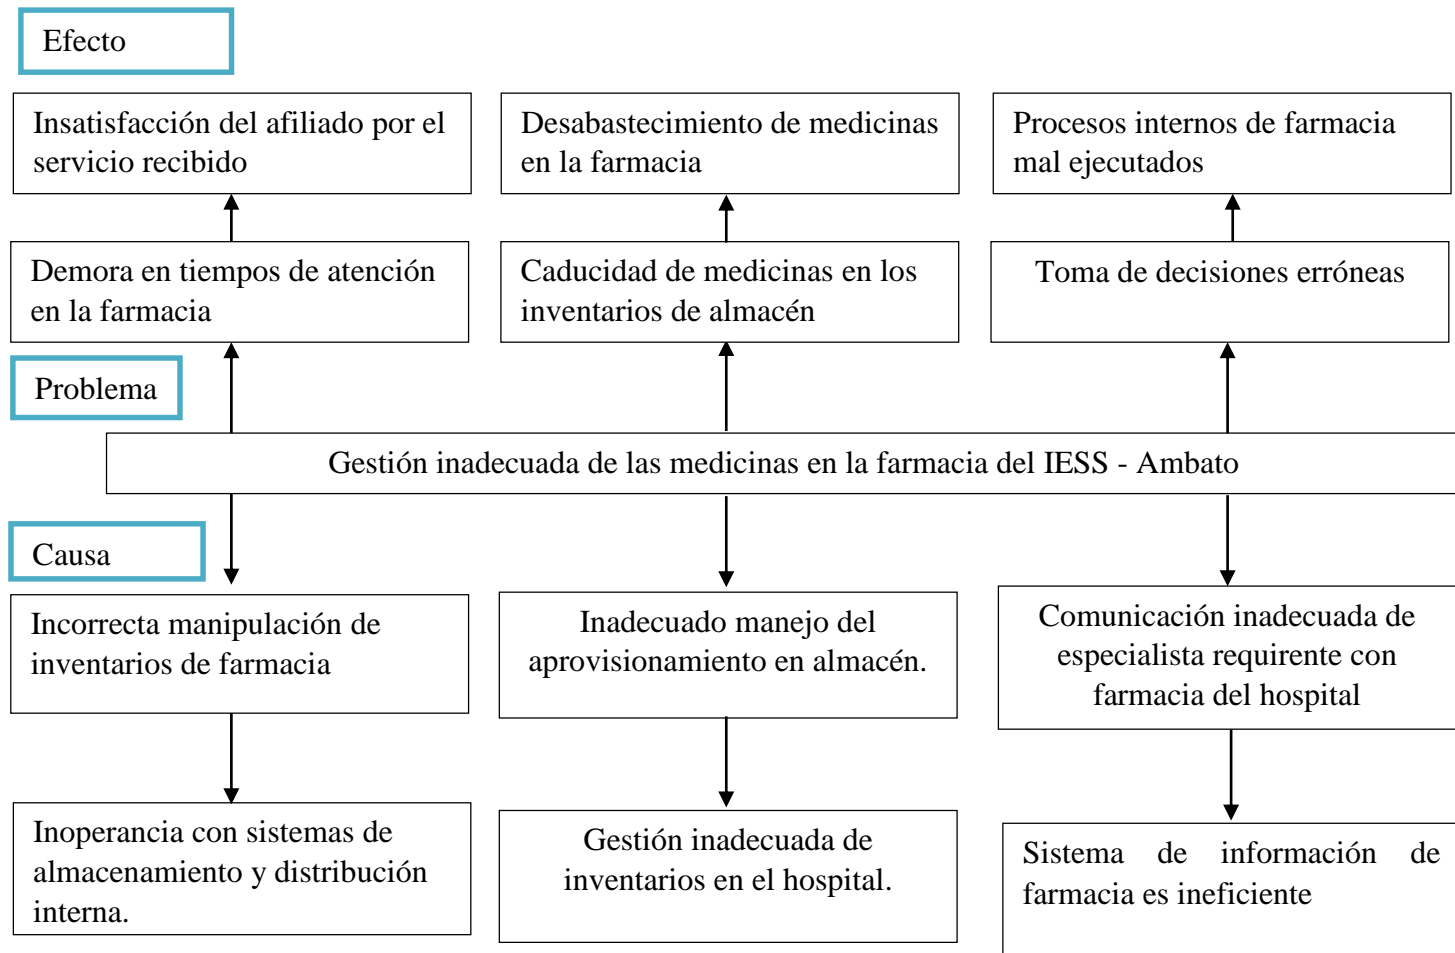 Efecto
Insatisfacción del afiliado por el
servicio recibido
Desabastecimiento de medicinas
en la farmacia
Procesos internos de farmacia
mal ejecutados
Demora en tiempos de atención
en la farmacia
Caducidad de medicinas en los
inventarios de almacén
Toma de decisiones erróneas
Problema
Gestión inadecuada de las medicinas en la farmacia del IESS - Ambato
Causa
Incorrecta manipulación de
inventarios de farmacia
Inadecuado manejo del
aprovisionamiento en almacén.
Comunicación inadecuada de
especialista requirente con
farmacia del hospital
Inoperancia con sistemas de
almacenamiento y distribución
interna.
Gestión inadecuada de
inventarios en el hospital.
Sistema de información de
farmacia es ineficiente